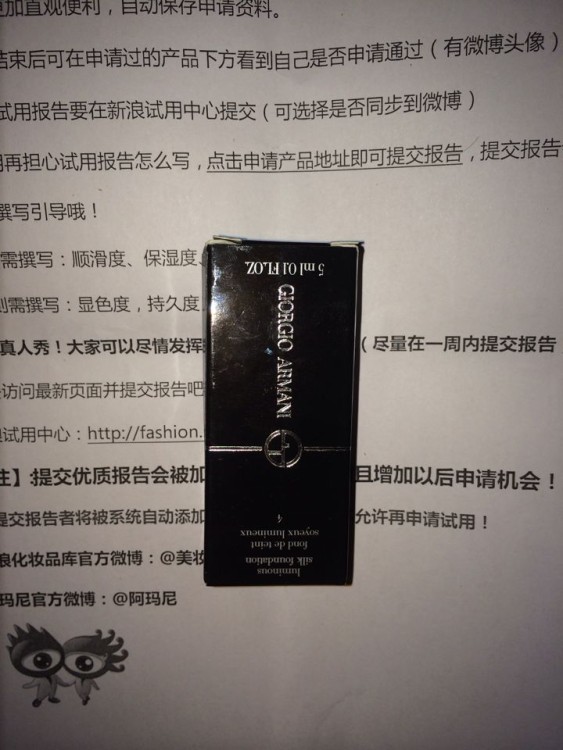 加直观便利，自动保存申请资料。
结束后可在申请过的产品下方看到自己是否申请通过（有微博头像）
试用报告要在新浪试用中心提交（可选择是否同步到微博）
再担心试用报告怎么写，点击申请产品地址即可提交报告，提交报告
撰写引导哦！
需撰写：顺滑度、保湿度、
则需撰写：显色度，持久度
真人秀！大家可以尽情发挥
（尽量在一周内提交报告
访问最新页面并提交报告吧
试用中心：http://fashion.
注】:提交优质报告会被加
且增加以后申请机会！
提交报告者将被系统自动添加
允许再申请试用！
浪化妆品库官方微博：@美妆
玛尼官方微博：@阿玛尼
5 ml 0.1 FL.OZ.
GIORGIO ARMANI
luminous
silk foundation
fond de teint
soyeux lumineux
4